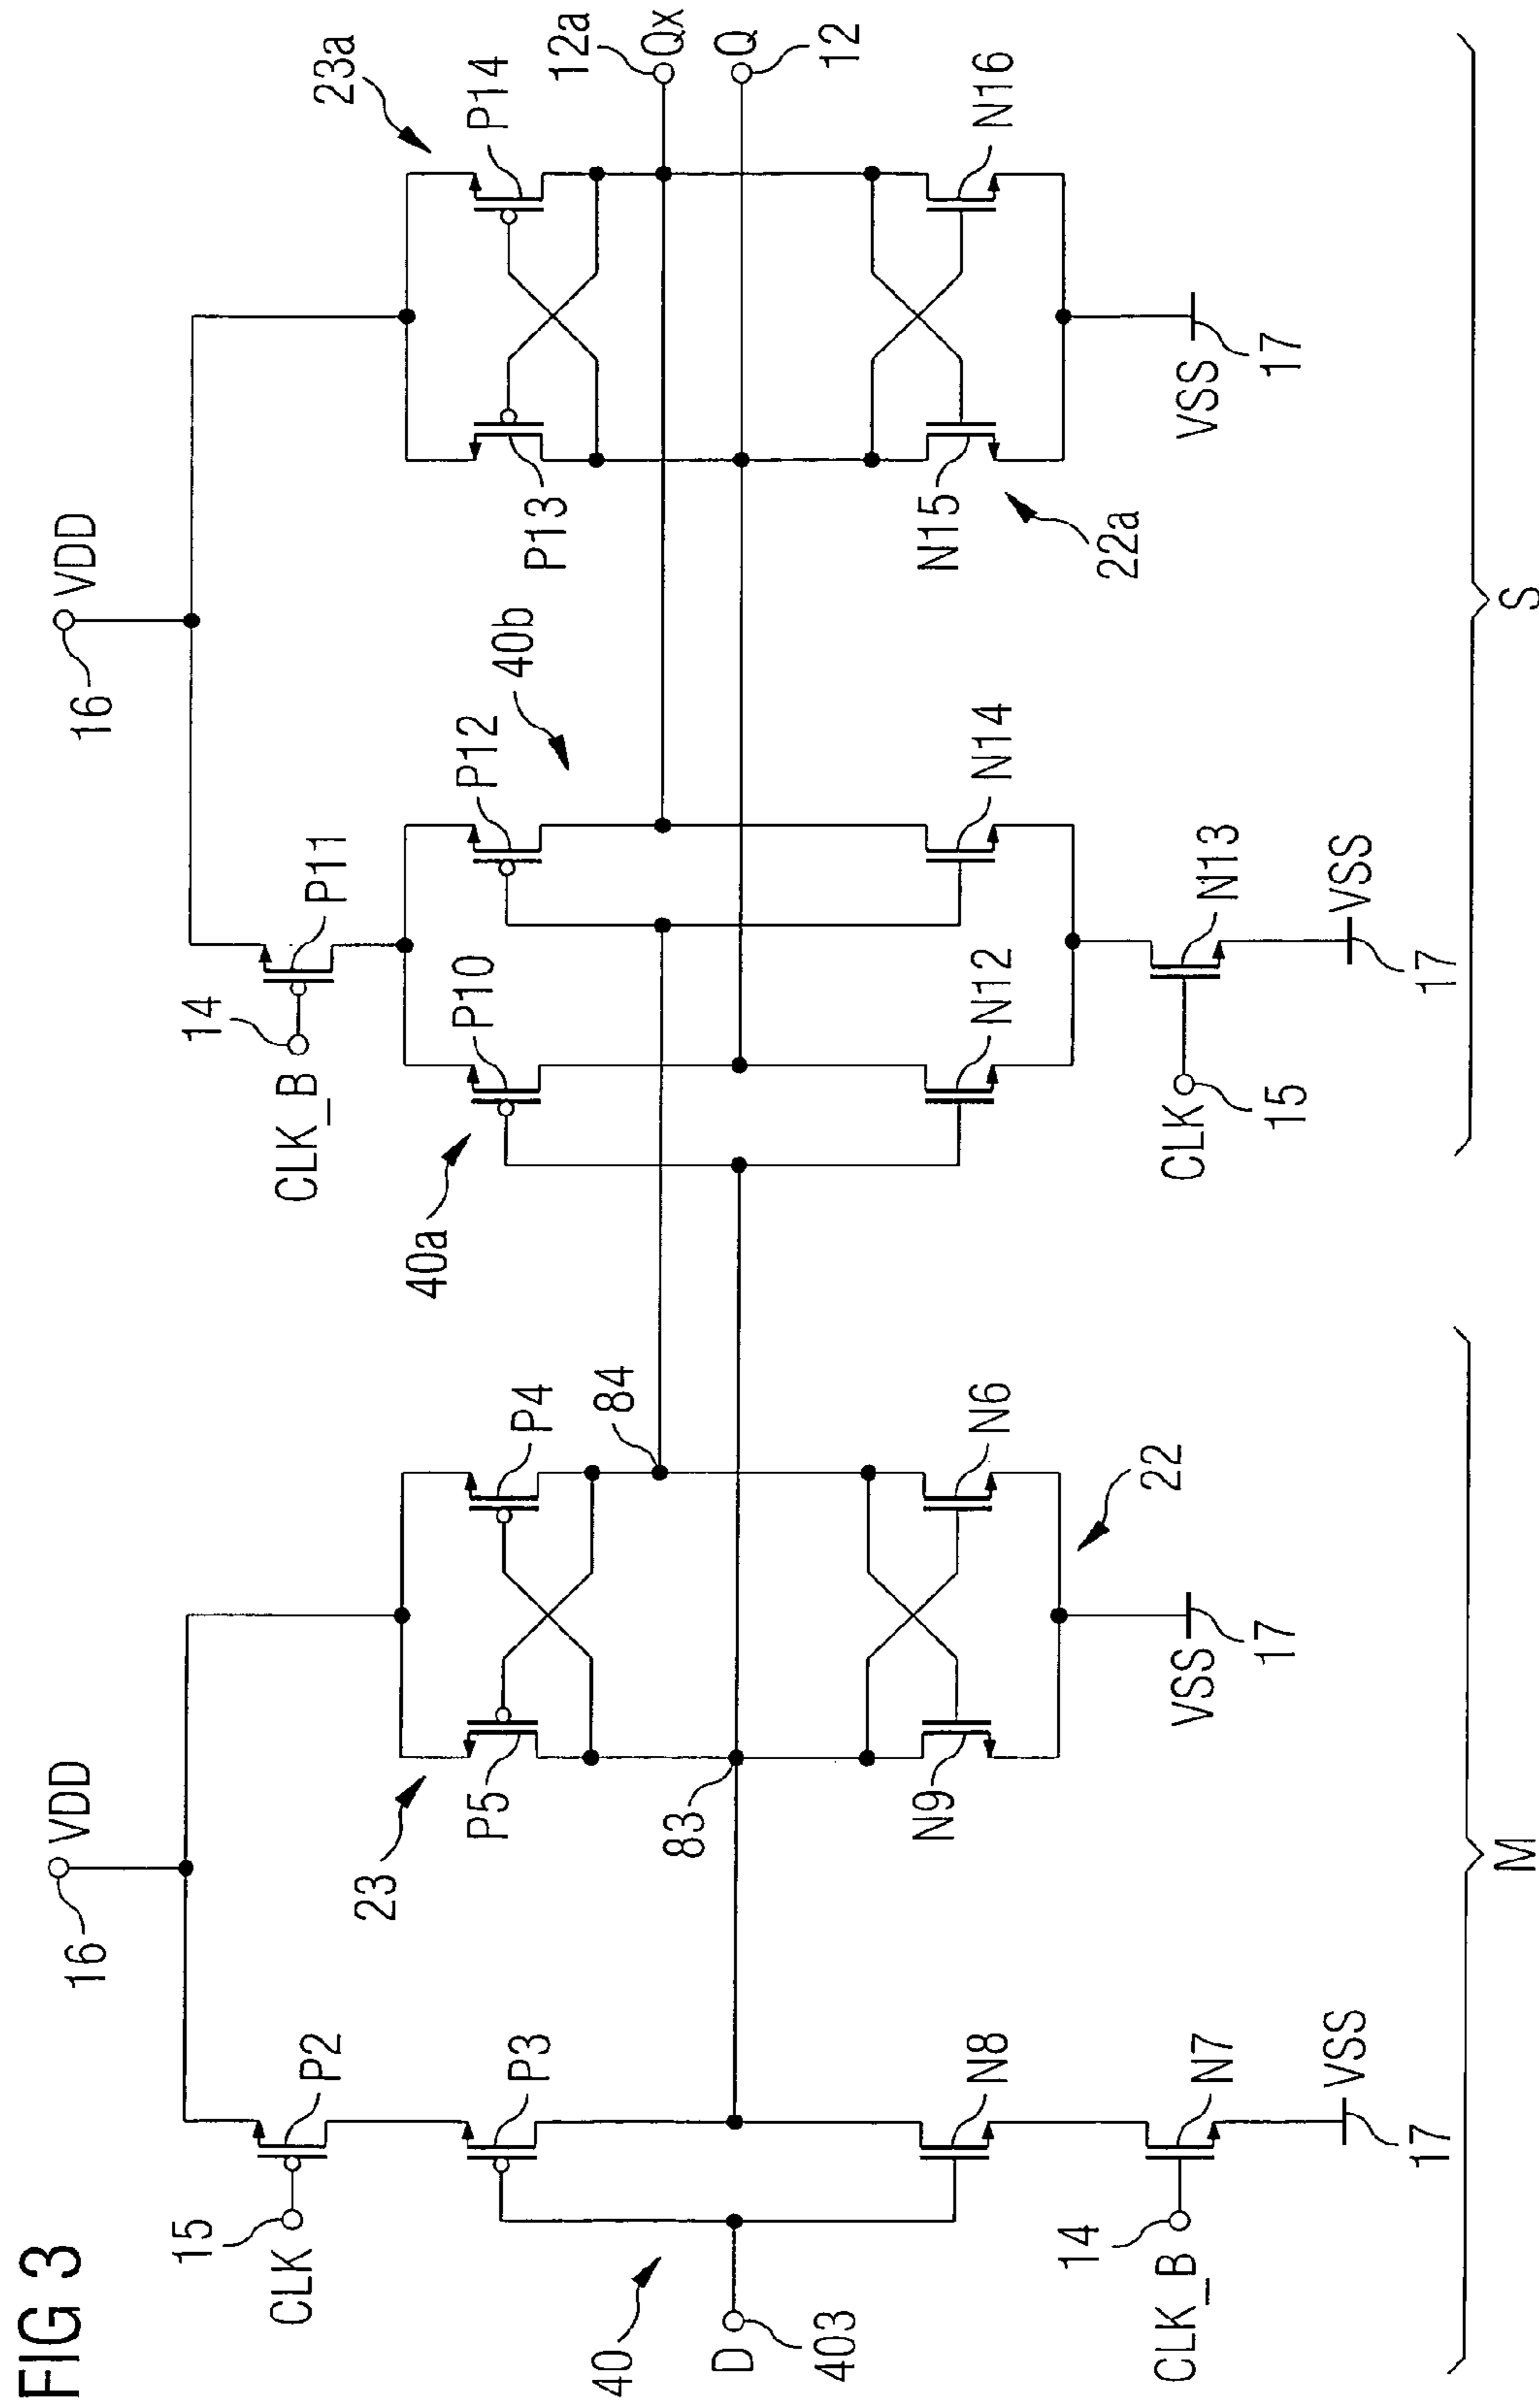 FIG 3
16
VDD
16
VDD
15
CLK
P2
P3
23
P5
P4
84
83
40
D
403
N8
N7
14
CLK_B
VSS
17
N9
N6
22
VSS
17
M
14
CLK_B
P11
P10
P12
40a
40b
N12
N14
CLK
15
N13
VSS
17
23a
P13
P14
12a
Qx
Q
12
N15
N16
22a
VSS
17
S